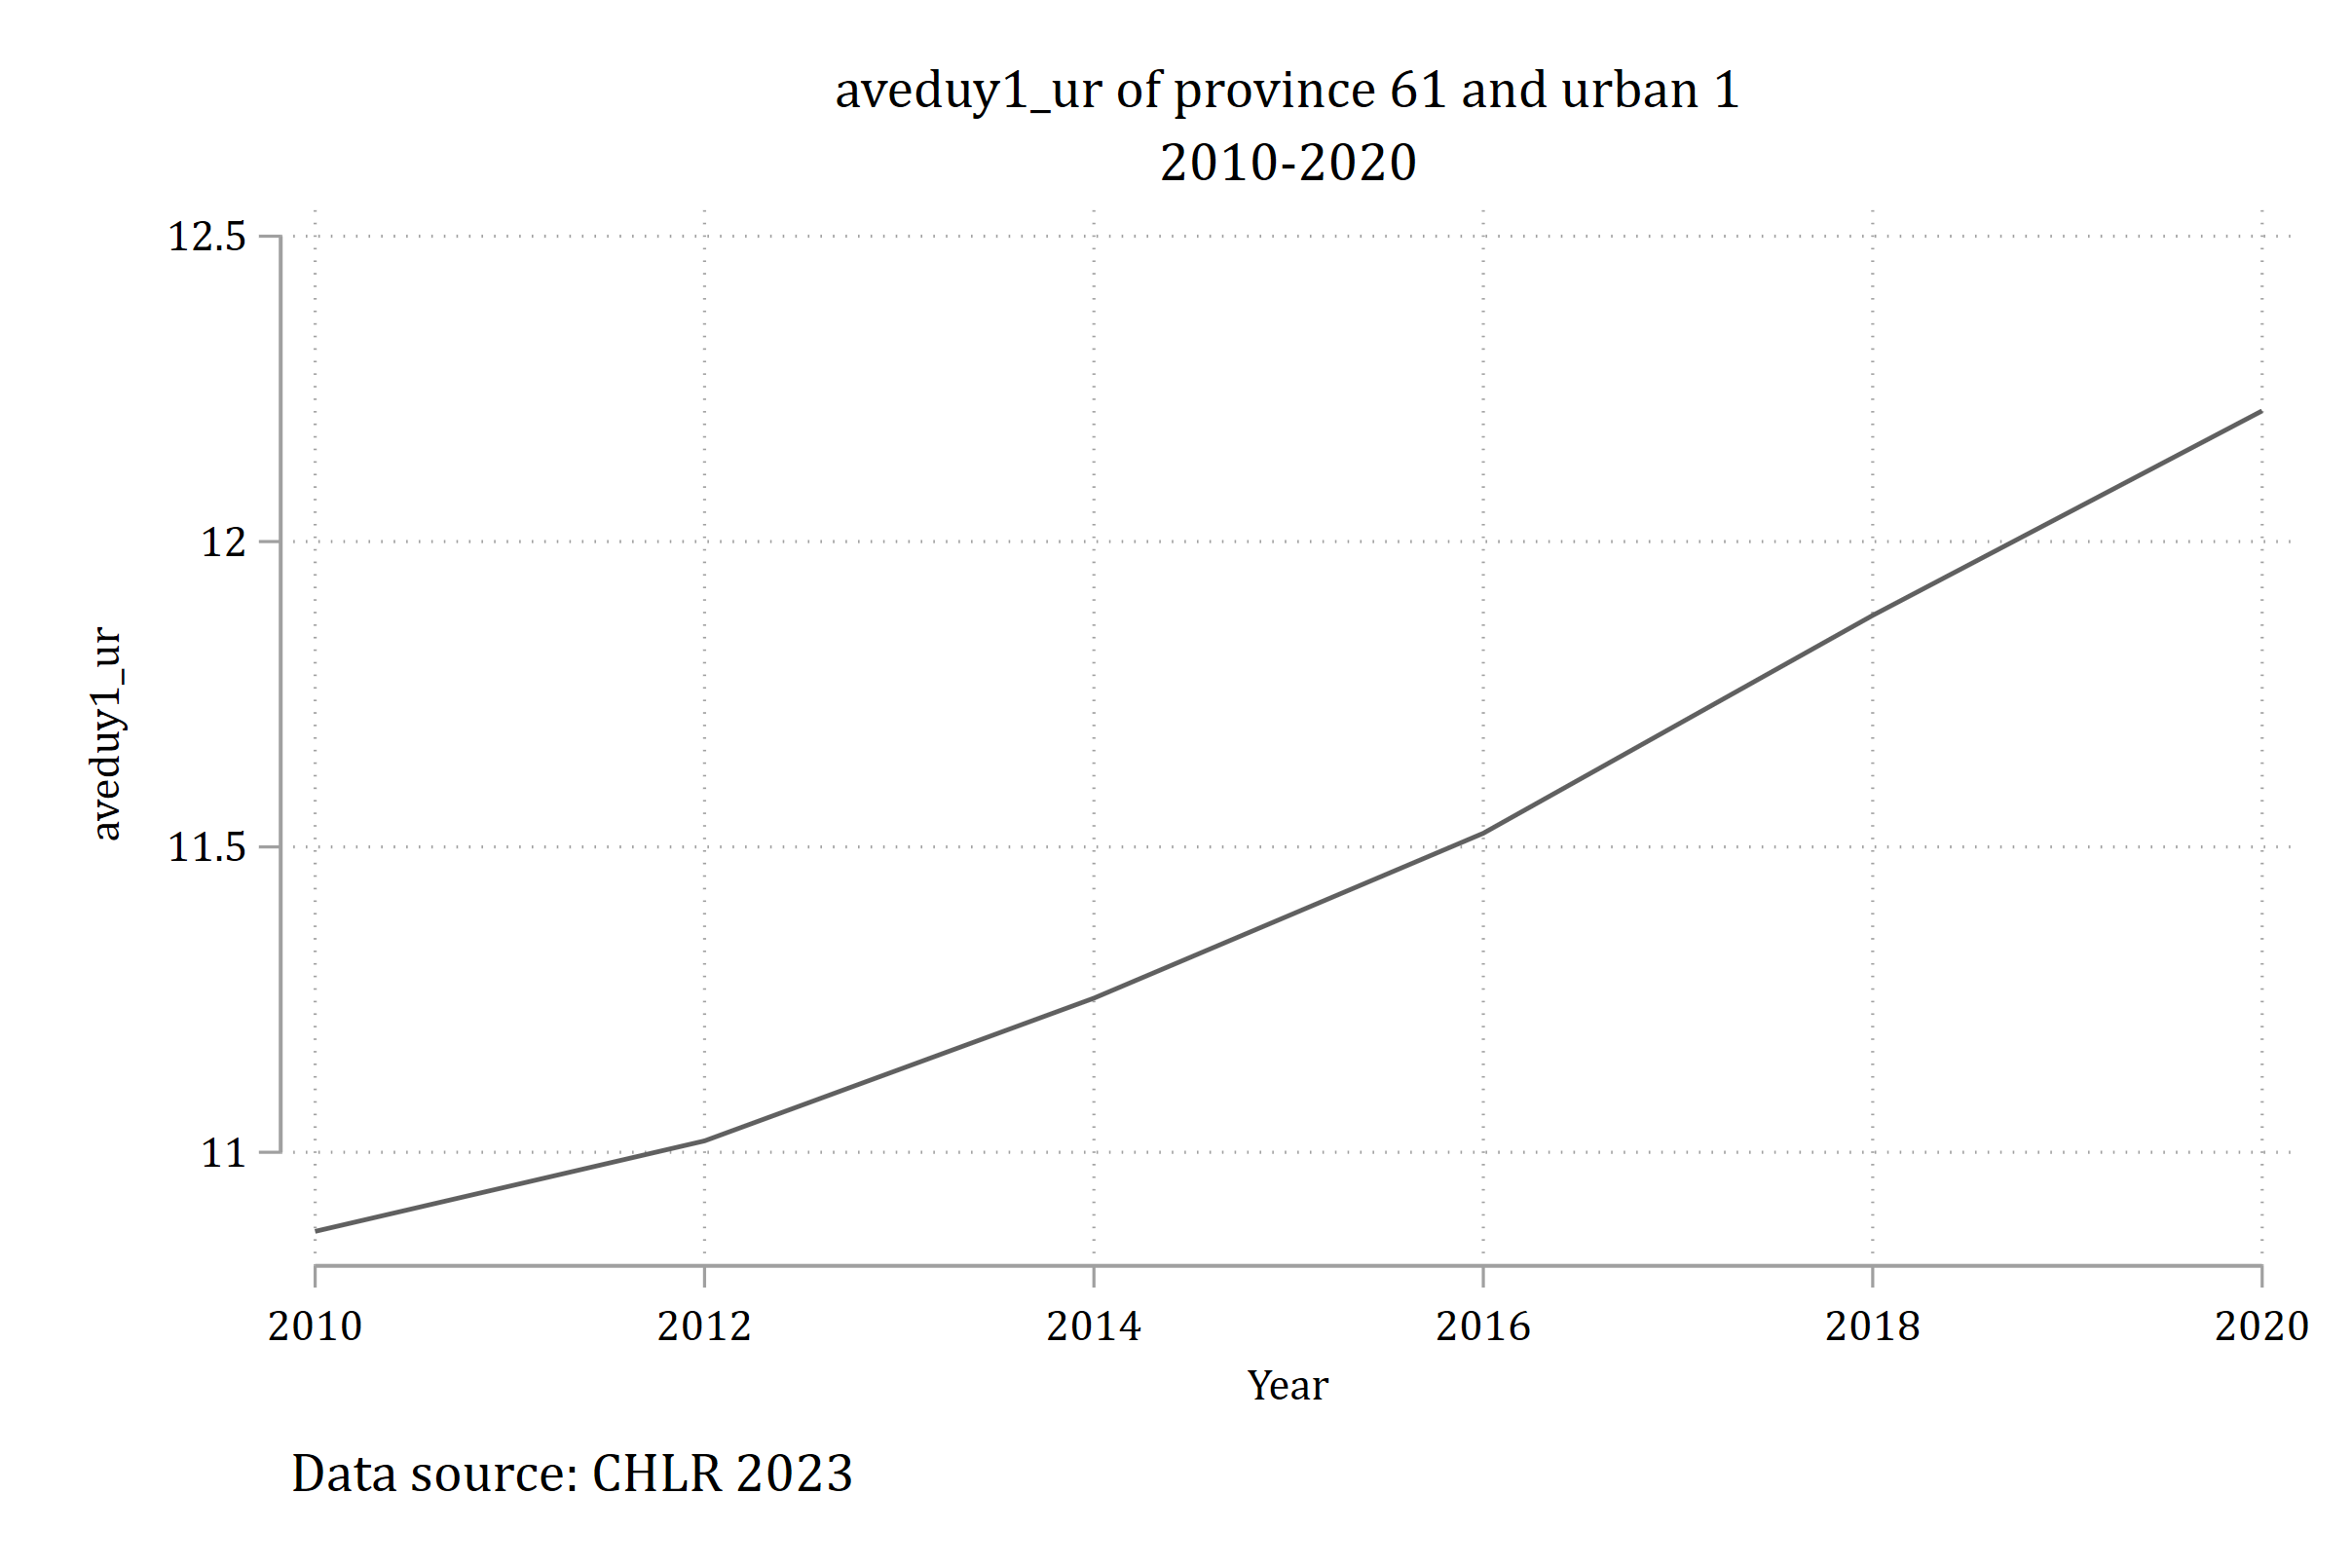 aveduy1_ur of province 61 and urban 1
2010-2020
12.5
12
11.5
11
aveduy1_ur
2010 2012 2014 2016 2018 2020
Year
Data source: CHLR 2023